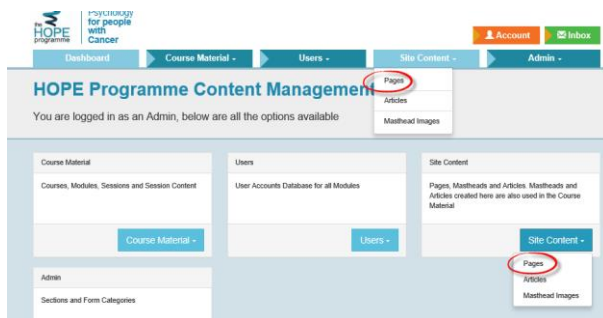 the
HOPE
programme
Psychology
for people
with
Cancer
Account
Inbox
Dashboard
Course Material -
Users -
Site Content -
Admin -
Pages
Articles
Masthead Images
HOPE Programme Content Management
You are logged in as an Admin, below are all the options available
Course Material
Courses, Modules, Sessions and Session Content
Course Material -
Users
User Accounts Database for all Modules
Users -
Site Content
Pages, Mastheads and Articles. Mastheads and
Articles created here are also used in the Course
Material
Site Content -
Pages
Articles
Masthead Images
Admin
Sections and Form Categories